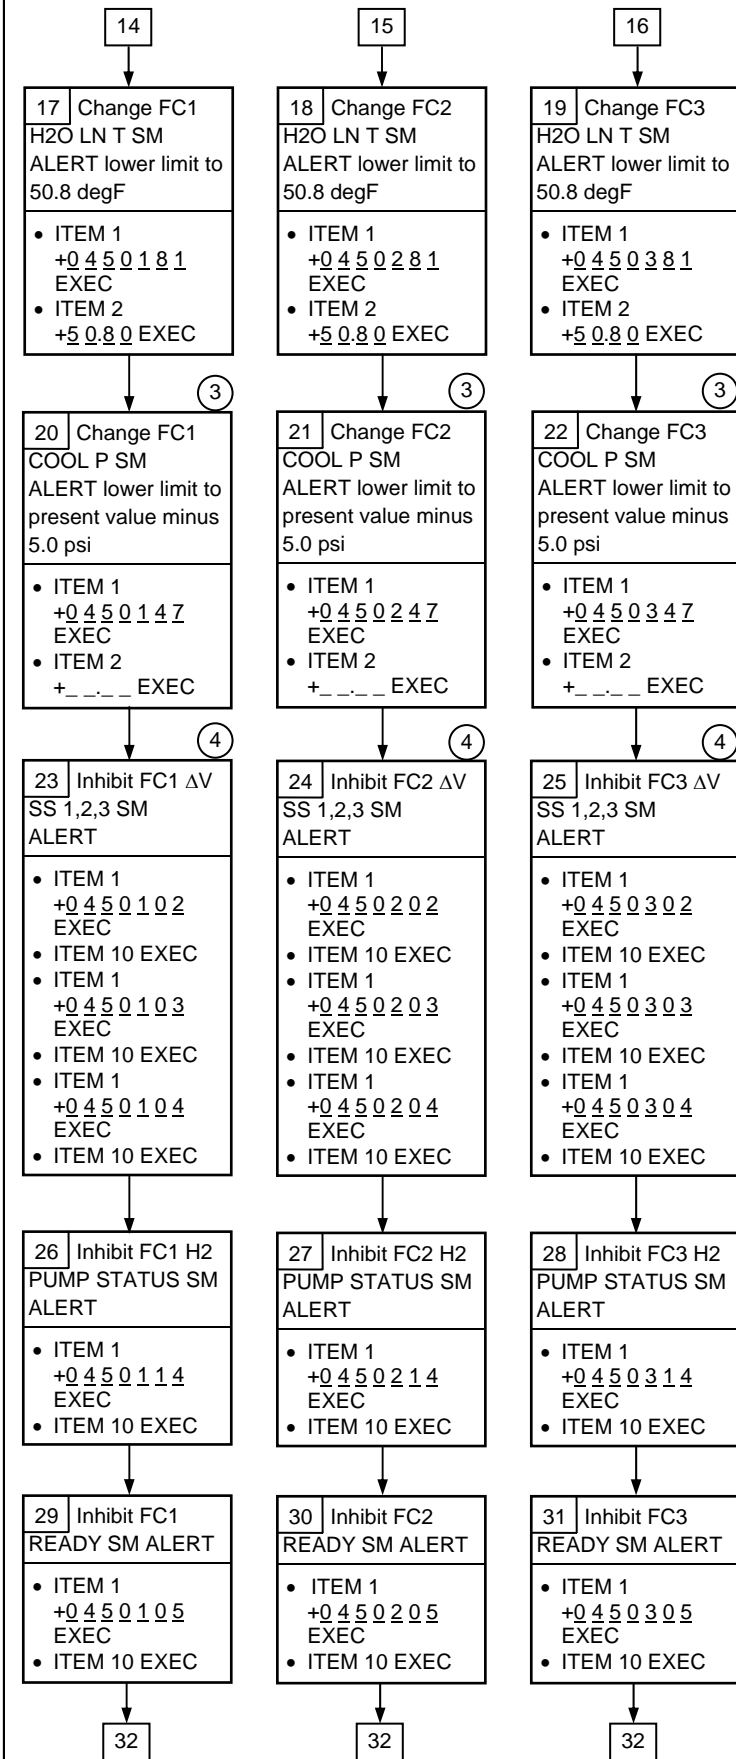 14
17 Change FC1
H2O LN T SM
ALERT lower limit to
50.8 degF
• ITEM 1
+0 4 5 0 1 8 1
EXEC
• ITEM 2
+5 0.8 0 EXEC
3
20 Change FC1
COOL P SM
ALERT lower limit to
present value minus
5.0 psi
• ITEM 1
+0 4 5 0 1 4 7
EXEC
• ITEM 2
+_ _._ _ EXEC
4
23 Inhibit FC1 ∆V
SS 1,2,3 SM
ALERT
• ITEM 1
+0 4 5 0 1 0 2
EXEC
• ITEM 10 EXEC
• ITEM 1
+0 4 5 0 1 0 3
EXEC
• ITEM 10 EXEC
• ITEM 1
+0 4 5 0 1 0 4
EXEC
• ITEM 10 EXEC
26 Inhibit FC1 H2
PUMP STATUS SM
ALERT
• ITEM 1
+0 4 5 0 1 1 4
EXEC
• ITEM 10 EXEC
29 Inhibit FC1
READY SM ALERT
• ITEM 1
+0 4 5 0 1 0 5
EXEC
• ITEM 10 EXEC
32
15
18 Change FC2
H2O LN T SM
ALERT lower limit to
50.8 degF
• ITEM 1
+0 4 5 0 2 8 1
EXEC
• ITEM 2
+5 0.8 0 EXEC
3
21 Change FC2
COOL P SM
ALERT lower limit to
present value minus
5.0 psi
• ITEM 1
+0 4 5 0 2 4 7
EXEC
• ITEM 2
+_ _._ _ EXEC
4
24 Inhibit FC2 ∆V
SS 1,2,3 SM
ALERT
• ITEM 1
+0 4 5 0 2 0 2
EXEC
• ITEM 10 EXEC
• ITEM 1
+0 4 5 0 2 0 3
EXEC
• ITEM 10 EXEC
• ITEM 1
+0 4 5 0 2 0 4
EXEC
• ITEM 10 EXEC
27 Inhibit FC2 H2
PUMP STATUS SM
ALERT
• ITEM 1
+0 4 5 0 2 1 4
EXEC
• ITEM 10 EXEC
30 Inhibit FC2
READY SM ALERT
• ITEM 1
+0 4 5 0 2 0 5
EXEC
• ITEM 10 EXEC
32
16
19 Change FC3
H2O LN T SM
ALERT lower limit to
50.8 degF
• ITEM 1
+0 4 5 0 3 8 1
EXEC
• ITEM 2
+5 0.8 0 EXEC
3
22 Change FC3
COOL P SM
ALERT lower limit to
present value minus
5.0 psi
• ITEM 1
+0 4 5 0 3 4 7
EXEC
• ITEM 2
+_ _._ _ EXEC
4
25 Inhibit FC3 ∆V
SS 1,2,3 SM
ALERT
• ITEM 1
+0 4 5 0 3 0 2
EXEC
• ITEM 10 EXEC
• ITEM 1
+0 4 5 0 3 0 3
EXEC
• ITEM 10 EXEC
• ITEM 1
+0 4 5 0 3 0 4
EXEC
• ITEM 10 EXEC
28 Inhibit FC3 H2
PUMP STATUS SM
ALERT
• ITEM 1
+0 4 5 0 3 1 4
EXEC
• ITEM 10 EXEC
31 Inhibit FC3
READY SM ALERT
• ITEM 1
+0 4 5 0 3 0 5
EXEC
• ITEM 10 EXEC
32